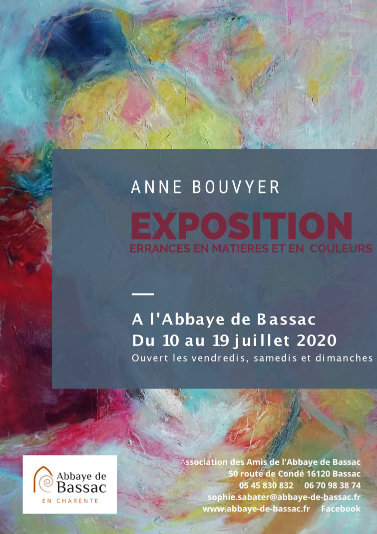 ANNE BOUVYER
EXPOSITION
ERRANCES EN MATIERES ET EN COULEURS
A l'Abbaye de Bassac
Du 10 au 19 juillet 2020
Ouvert les vendredis, samedis et dimanches
Association des Amis de l'Abbaye de Bassac
50 route de Condé 16120 Bassac
05 45 830 832 06 70 98 38 74
sophie.sabater@abbaye-de-bassac.fr
www.abbaye-de-bassac.fr Facebook
Abbaye de
Bassac
EN CHARENTE